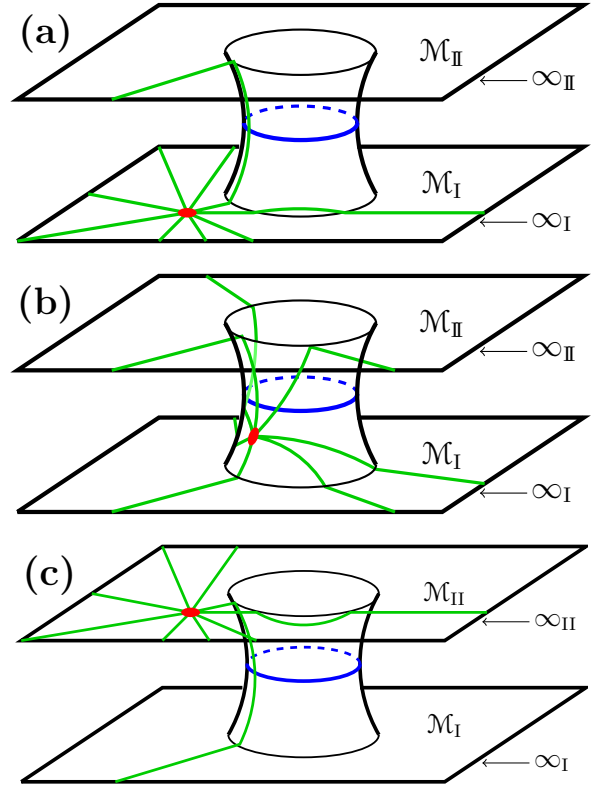 (a)
ℳ_Ⅱ
⟵ ∞_Ⅱ
ℳ_I
⟵ ∞_I
(b)
ℳ_Ⅱ
⟵ ∞_Ⅱ
ℳ_I
⟵ ∞_I
(c)
ℳ_II
⟵ ∞_II
ℳ_I
⟵ ∞_I